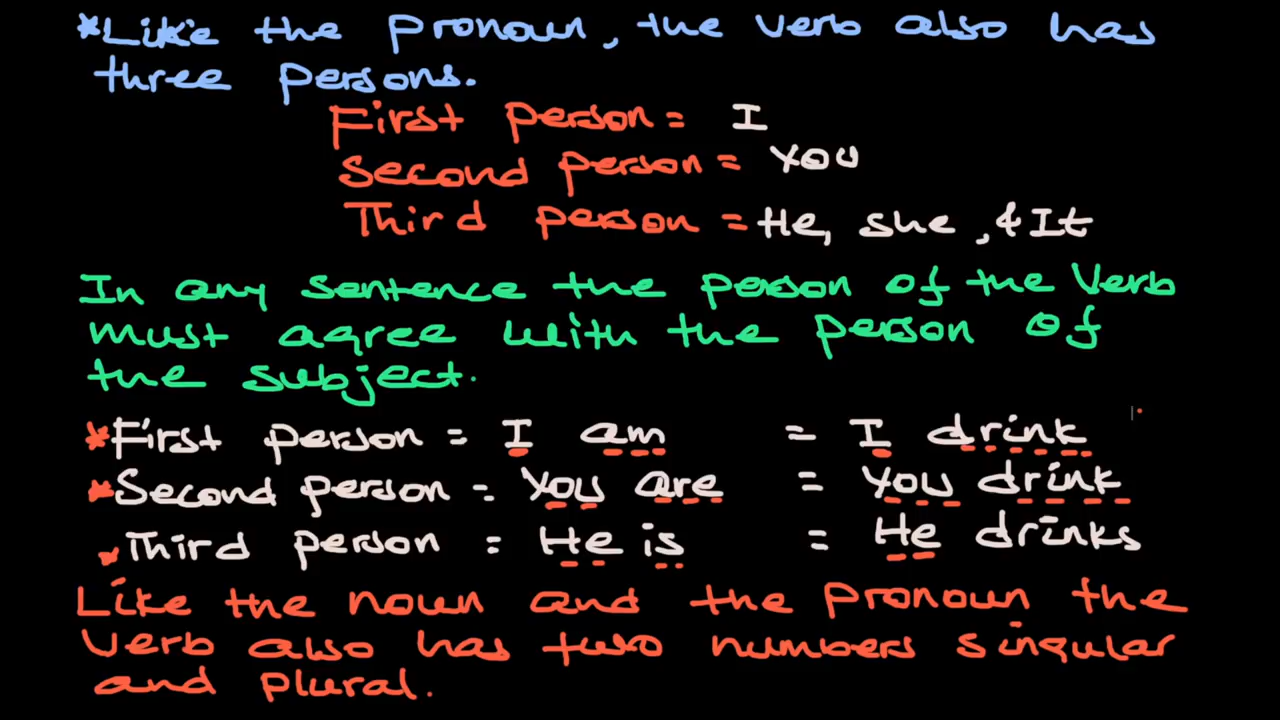 *Like the pronoun, the verb also has
three persons.
First person = I
Second person = You
Third person = He, she, & It
In any sentence the person of the Verb
must agree with the person of
the subject.
*First person = I am = I drink
*Second person = You are = You drink
*Third person = He is = He drinks
Like the noun and the pronoun the
verb also has two numbers singular
and plural.